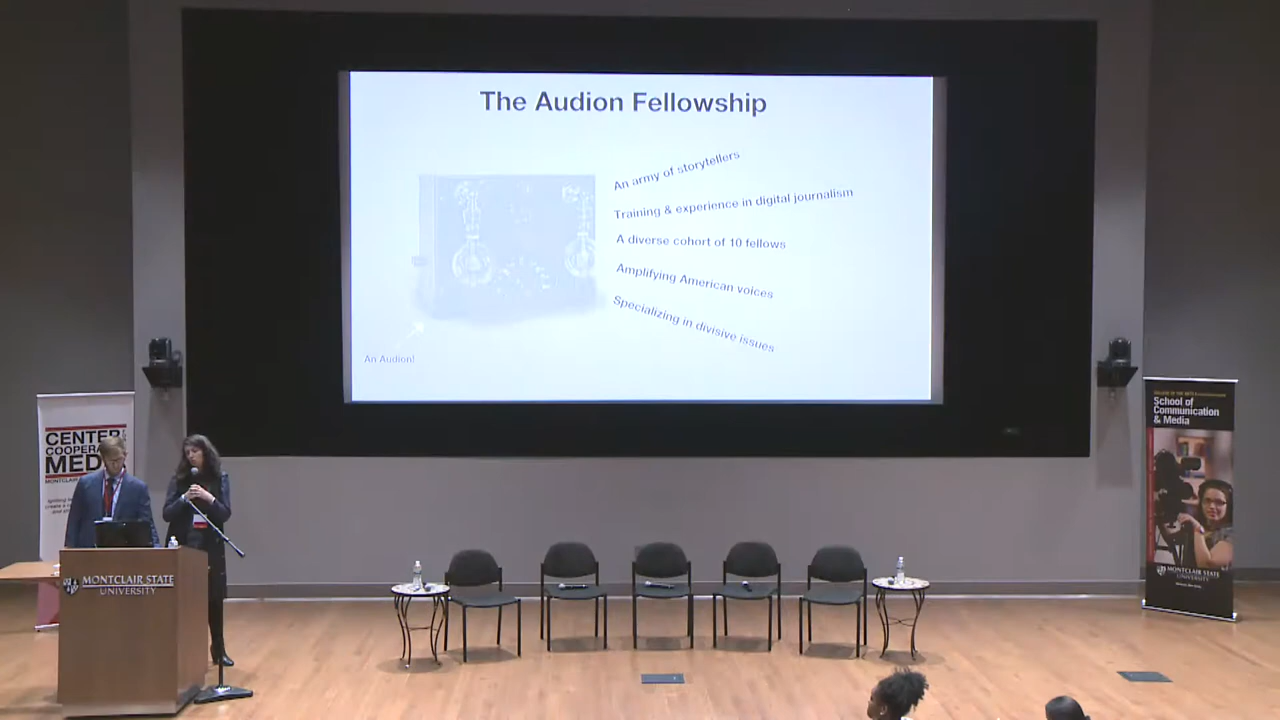 The Audion Fellowship
An army of storytellers
Training & experience in digital journalism
A diverse cohort of 10 fellows
Amplifying American voices
Specializing in divisive issues
An Audion!
CENTER
COOPERA
MED
MONTCLAIR
MONTCLAIR STATE
UNIVERSITY
School of
Communication
& Media
MONTCLAIR STATE
UNIVERSITY